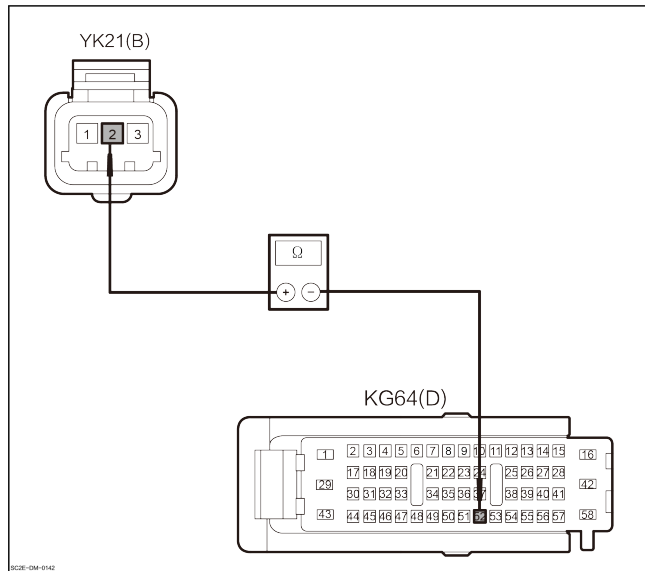 YK21(B)
1 2 3
Ω
+ −
KG64(D)
1 2 3 4 5 6 7 8 9 10 11 12 13 14 15 16
17 18 19 20 21 22 23 24 25 26 27 28
29 30 31 32 33 34 35 36 37 38 39 40 41 42
43 44 45 46 47 48 49 50 51 52 53 54 55 56 57 58
SC2E-DM-0142